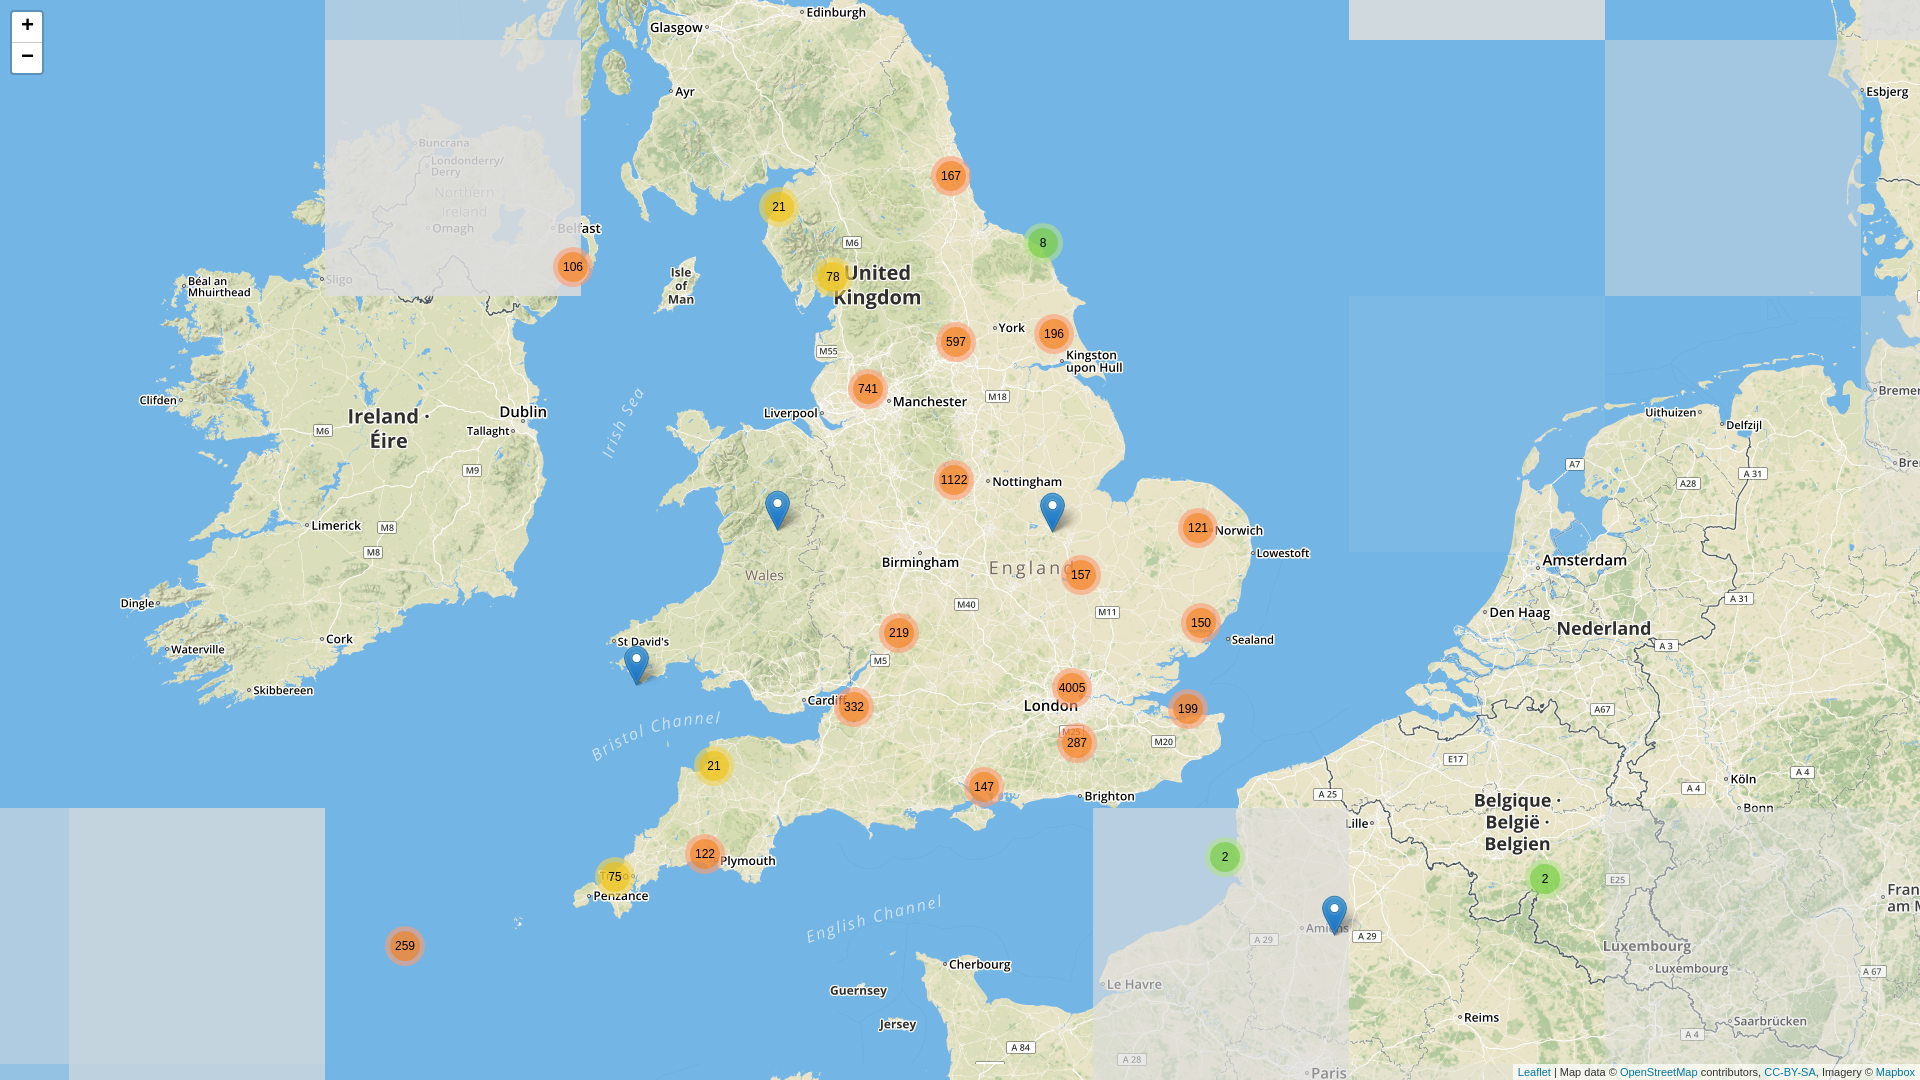 +
−
Edinburgh
Glasgow
Ayr
Esbjerg
Buncrana
Londonderry/
Derry
Northern
Ireland
Omagh
Belfast
Sligo
Béal an
Mhuirthead
106
21
167
8
M6
78
United
Kingdom
Isle
of
Man
York
196
597
M55
Kingston
upon Hull
741
Manchester
M18
Liverpool
Clifden
Ireland ·
Éire
Dublin
Tallaght
M6
M9
Irish Sea
Uithuizen
Delfzijl
A7
A 31
A28
Bremer
Bre
1122
Nottingham
121
Norwich
Lowestoft
Limerick
M8
M8
Birmingham
England
157
Wales
Amsterdam
Dingle
M40
M11
A 31
Den Haag
Nederland
150
Sealand
219
Cork
Waterville
St David's
M5
A 3
Skibbereen
4005
London
Cardiff
332
199
A67
Bristol Channel
M25
287
M20
E17
21
147
Brighton
A 25
Köln
A 4
A 4
Bonn
Belgique ·
België ·
Belgien
Lille
122
Plymouth
2
75
Penzance
2
E25
Fran
am M
259
English Channel
Amiens
A 29
A 29
Luxembourg
Luxembourg
A 67
Cherbourg
Le Havre
Guernsey
Jersey
Reims
Saarbrücken
A 4
A 84
A 28
Paris
Leaflet | Map data © OpenStreetMap contributors, CC-BY-SA, Imagery © Mapbox